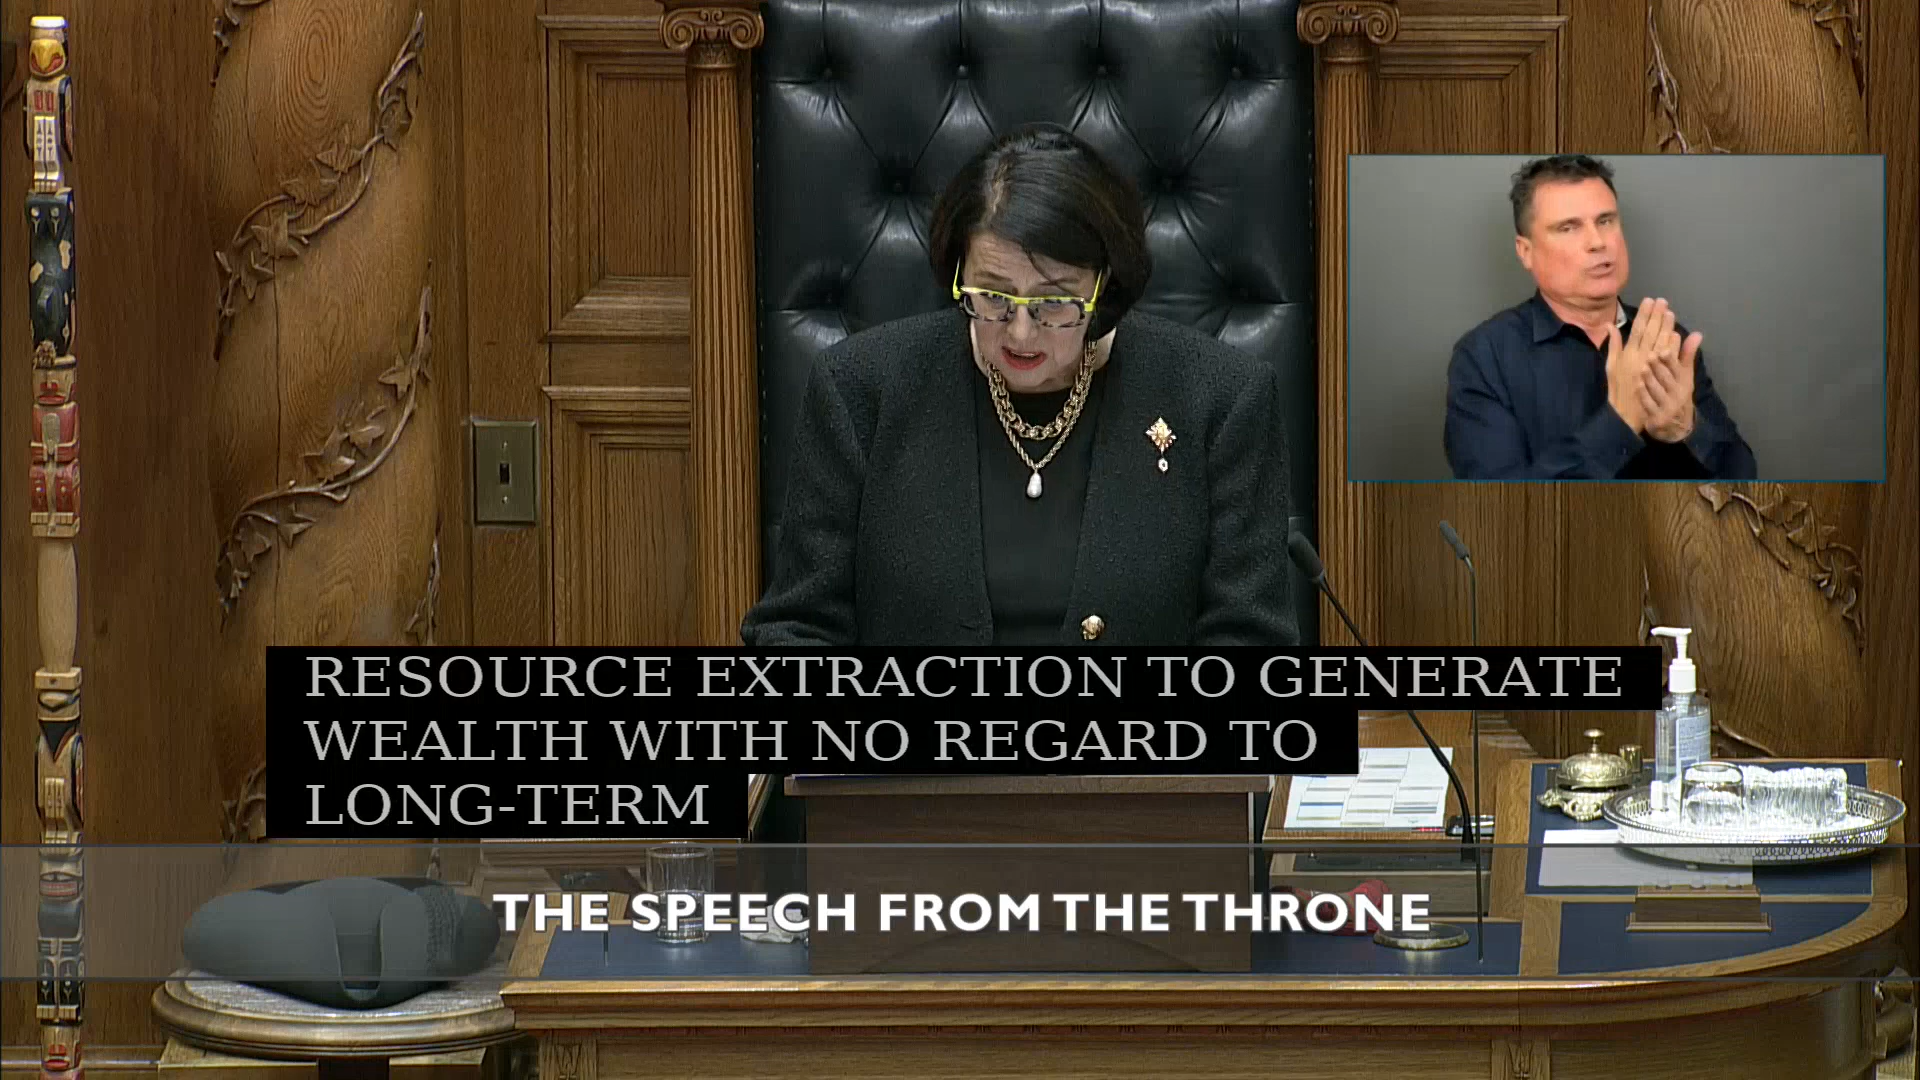 RESOURCE EXTRACTION TO GENERATE
WEALTH WITH NO REGARD TO
LONG-TERM
THE SPEECH FROM THE THRONE